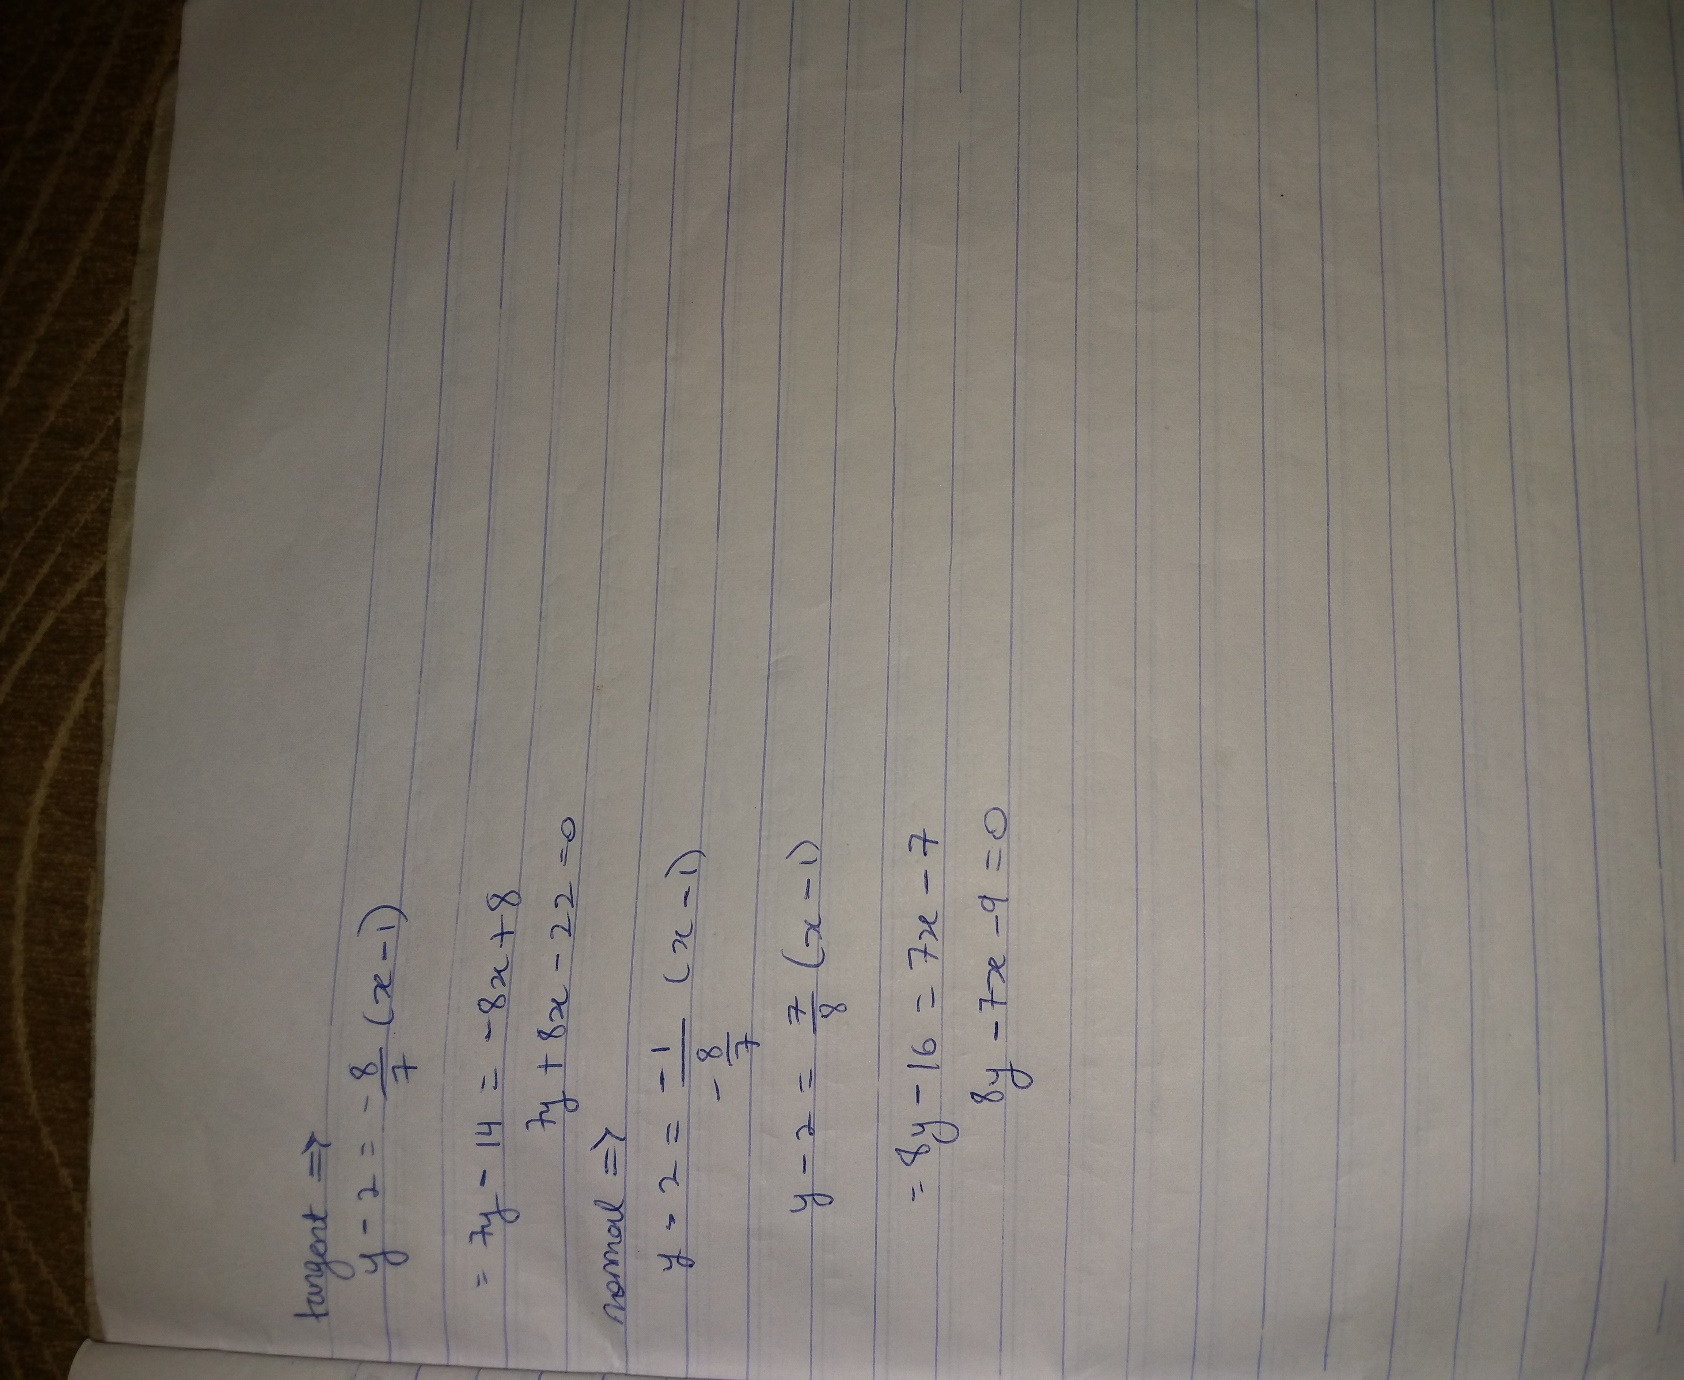 tangent ⇒
y - 2 = - 8/7 (x - 1)
= 7y - 14 = - 8x + 8
7y + 8x - 22 = 0
normal ⇒
y - 2 = -1/(-8/7) (x - 1)
y - 2 = 7/8 (x - 1)
= 8y - 16 = 7x - 7
8y - 7x - 9 = 0